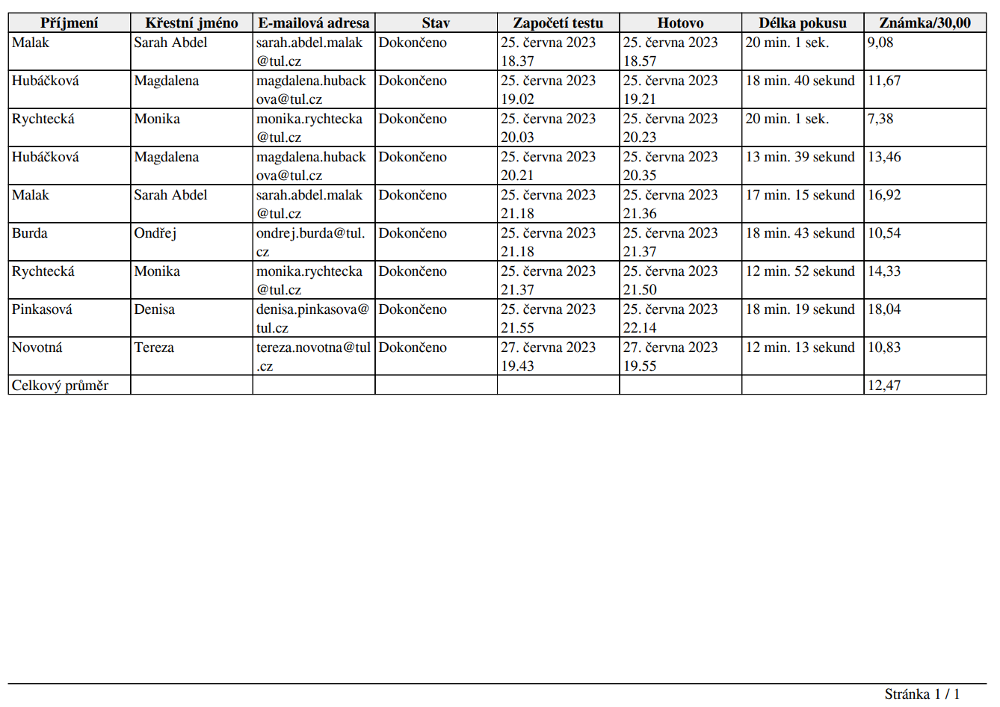 Příjmení Křestní jméno E-mailová adresa Stav Započetí testu Hotovo Délka pokusu Známka/30,00
Malak Sarah Abdel sarah.abdel.malak Dokončeno 25. června 2023 25. června 2023 20 min. 1 sek. 9,08
@tul.cz 18.37 18.57
Hubáčková Magdalena magdalena.huback Dokončeno 25. června 2023 25. června 2023 18 min. 40 sekund 11,67
ova@tul.cz 19.02 19.21
Rychtecká Monika monika.rychtecka Dokončeno 25. června 2023 25. června 2023 20 min. 1 sek. 7,38
@tul.cz 20.03 20.23
Hubáčková Magdalena magdalena.huback Dokončeno 25. června 2023 25. června 2023 13 min. 39 sekund 13,46
ova@tul.cz 20.21 20.35
Malak Sarah Abdel sarah.abdel.malak Dokončeno 25. června 2023 25. června 2023 17 min. 15 sekund 16,92
@tul.cz 21.18 21.36
Burda Ondřej ondrej.burda@tul. Dokončeno 25. června 2023 25. června 2023 18 min. 43 sekund 10,54
cz 21.18 21.37
Rychtecká Monika monika.rychtecka Dokončeno 25. června 2023 25. června 2023 12 min. 52 sekund 14,33
@tul.cz 21.37 21.50
Pinkasová Denisa denisa.pinkasova@ Dokončeno 25. června 2023 25. června 2023 18 min. 19 sekund 18,04
tul.cz 21.55 22.14
Novotná Tereza tereza.novotna@tul Dokončeno 27. června 2023 27. června 2023 12 min. 13 sekund 10,83
.cz 19.43 19.55
Celkový průměr 12,47
Stránka 1 / 1